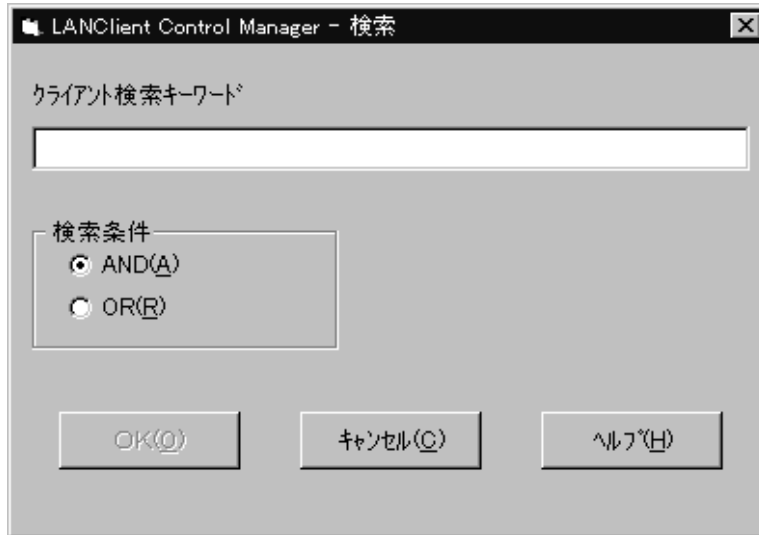 LANClient Control Manager - 検索
ｸﾗｲｱﾝﾄ検索ｷｰﾜｰﾄﾞ
検索条件
AND(A)
OR(R)
OK(O)
ｷｬﾝｾﾙ(C)
ﾍﾙﾌﾟ(H)